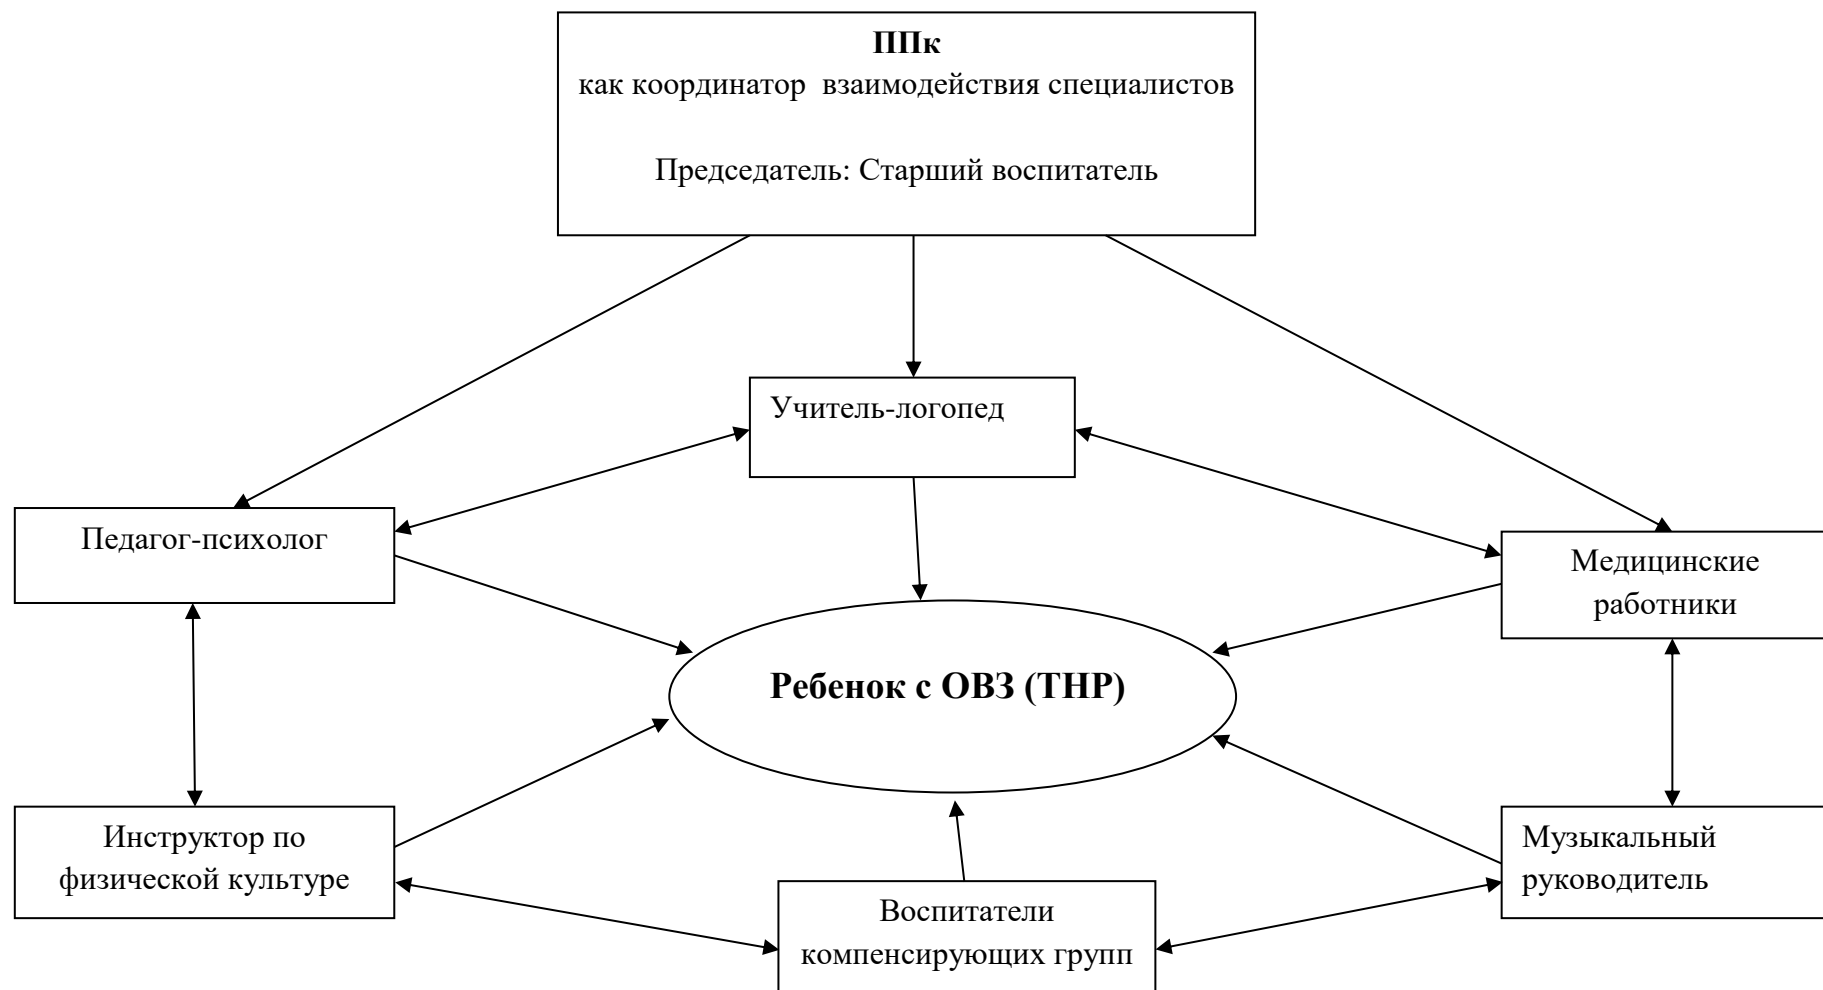 ППк
как координатор  взаимодействия специалистов
Председатель: Старший воспитатель
Учитель-логопед
Педагог-психолог
Медицинские
работники
Ребенок с ОВЗ (ТНР)
Инструктор по
физической культуре
Музыкальный
руководитель
Воспитатели
компенсирующих групп